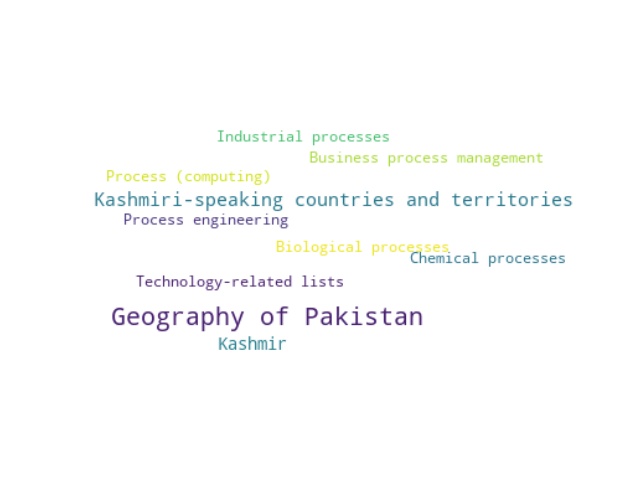 Industrial processes
Business process management
Process (computing)
Kashmiri-speaking countries and territories
Process engineering
Biological processes
Chemical processes
Technology-related lists
Geography of Pakistan
Kashmir